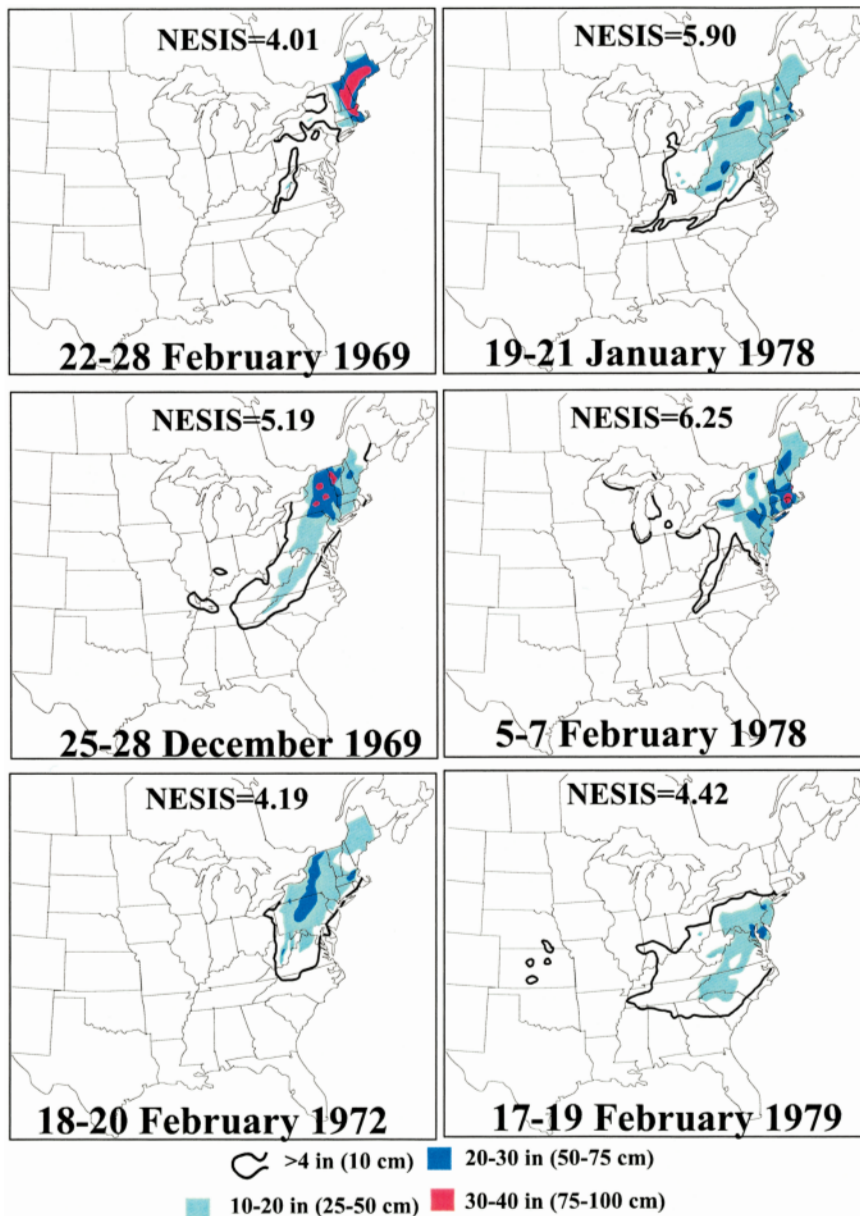 NESIS=4.01
22-28 February 1969
NESIS=5.90
19-21 January 1978
NESIS=5.19
25-28 December 1969
NESIS=6.25
5-7 February 1978
NESIS=4.19
18-20 February 1972
NESIS=4.42
17-19 February 1979
>4 in (10 cm)
20-30 in (50-75 cm)
10-20 in (25-50 cm)
30-40 in (75-100 cm)